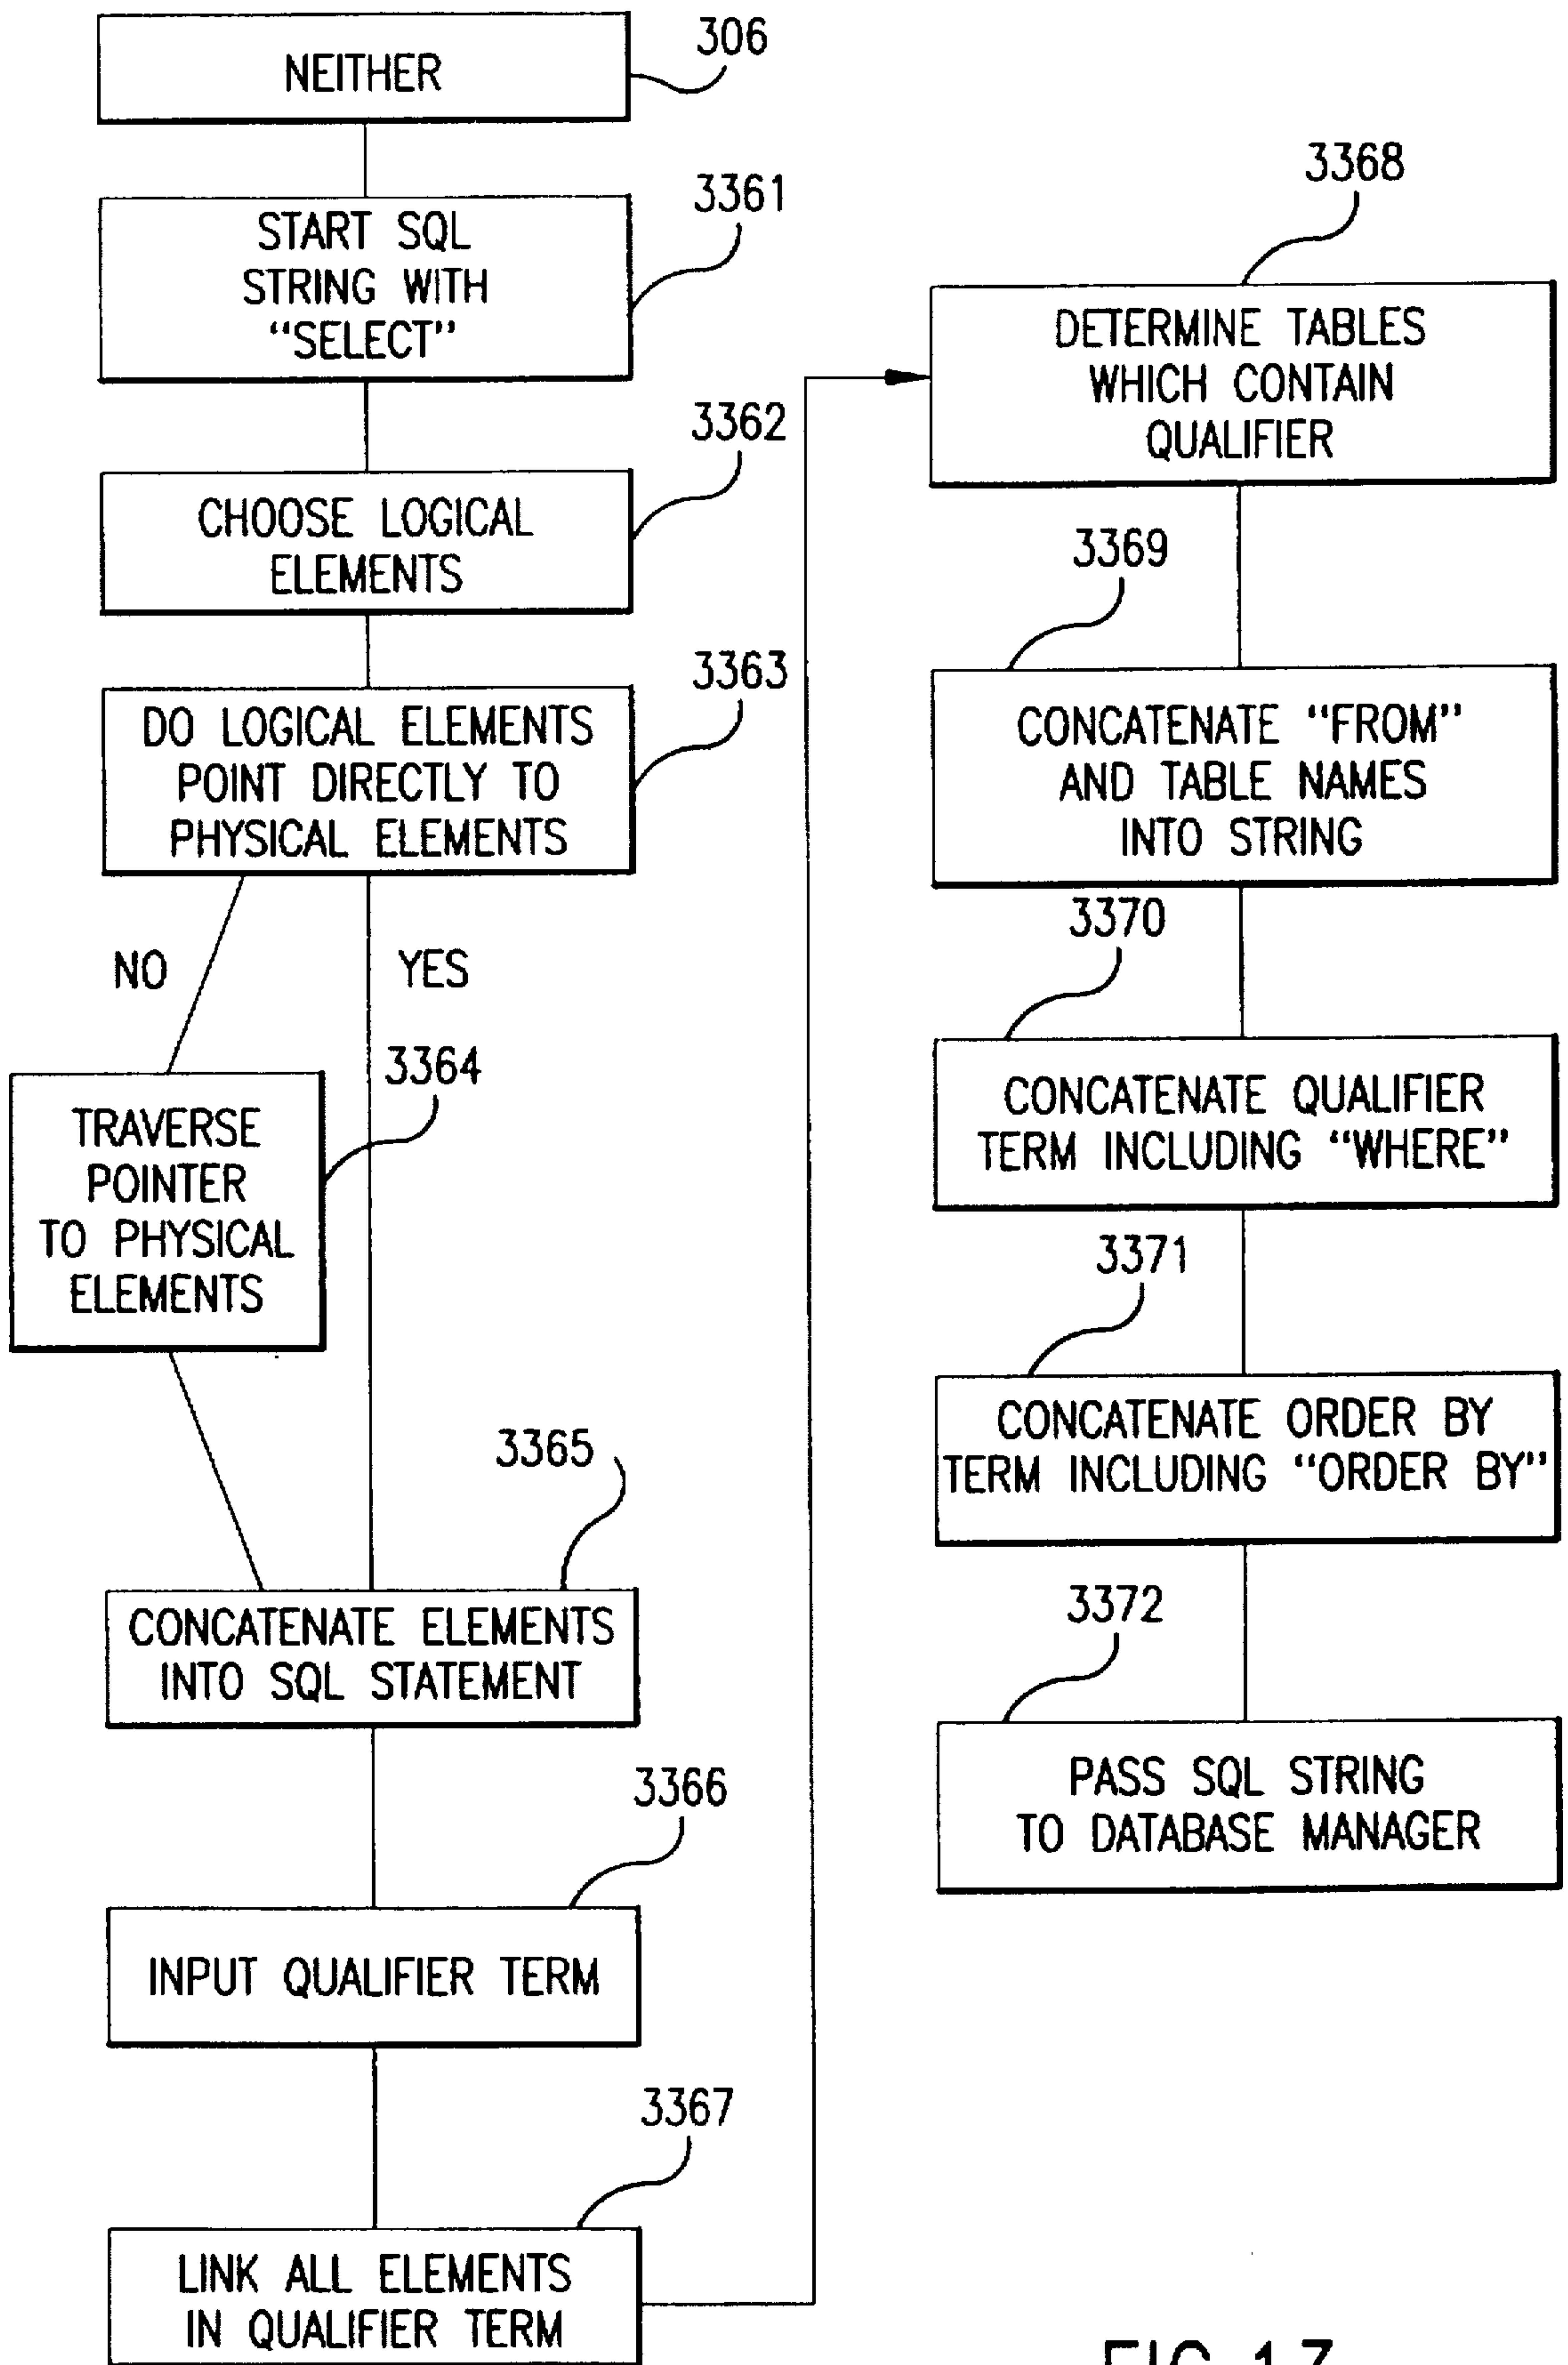 NEITHER
306
START SQL
STRING WITH
"SELECT"
3361
CHOOSE LOGICAL
ELEMENTS
3362
DO LOGICAL ELEMENTS
POINT DIRECTLY TO
PHYSICAL ELEMENTS
3363
NO
YES
TRAVERSE
POINTER
TO PHYSICAL
ELEMENTS
3364
3365
CONCATENATE ELEMENTS
INTO SQL STATEMENT
3366
INPUT QUALIFIER TERM
3367
LINK ALL ELEMENTS
IN QUALIFIER TERM
3368
DETERMINE TABLES
WHICH CONTAIN
QUALIFIER
3369
CONCATENATE "FROM"
AND TABLE NAMES
INTO STRING
3370
CONCATENATE QUALIFIER
TERM INCLUDING "WHERE"
3371
CONCATENATE ORDER BY
TERM INCLUDING "ORDER BY"
3372
PASS SQL STRING
TO DATABASE MANAGER